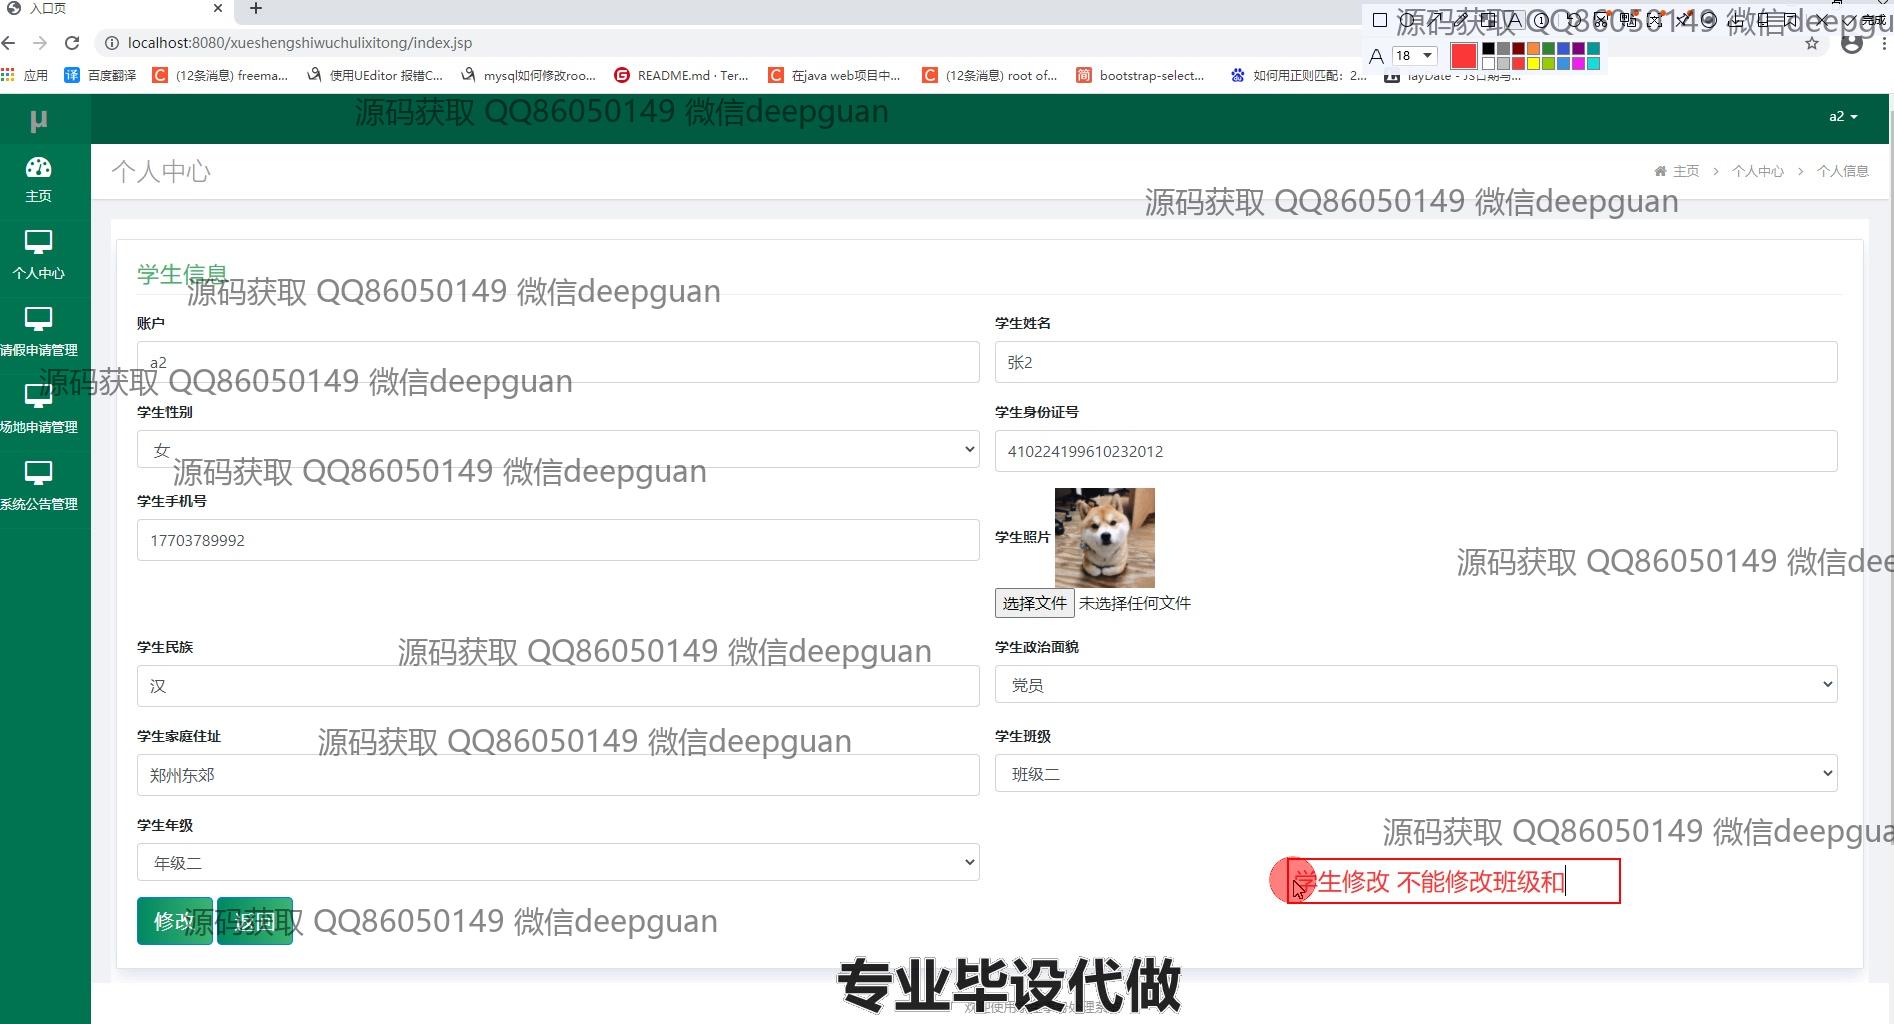 入口页
localhost:8080/xueshengshiwuchulixitong/index.jsp
完成
源码获取 QQ86050149 微信deepgu
A 18
应用 百度翻译 (12条消息) freema... 使用UEditor 报错C... mysql如何修改roo... README.md · Ter... 在java web项目中... (12条消息) root of... bootstrap-select... 如何用正则匹配：2... layDate - JS日期与...
源码获取 QQ86050149 微信deepguan
μ
a2
主页
个人中心
主页 > 个人中心 > 个人信息
源码获取 QQ86050149 微信deepguan
个人中心
学生信息
源码获取 QQ86050149 微信deepguan
账户 学生姓名
请假申请管理
a2 张2
源码获取 QQ86050149 微信deepguan
学生性别 学生身份证号
场地申请管理
女 410224199610232012
源码获取 QQ86050149 微信deepguan
学生手机号
系统公告管理
17703789992
学生照片
源码获取 QQ86050149 微信dee
选择文件 未选择任何文件
学生民族 学生政治面貌
源码获取 QQ86050149 微信deepguan
汉 党员
学生家庭住址 学生班级
源码获取 QQ86050149 微信deepguan
郑州东郊 班级二
学生年级
源码获取 QQ86050149 微信deepgua
年级二
学生修改 不能修改班级和
修改 返回
源码获取 QQ86050149 微信deepguan
专业毕设代做